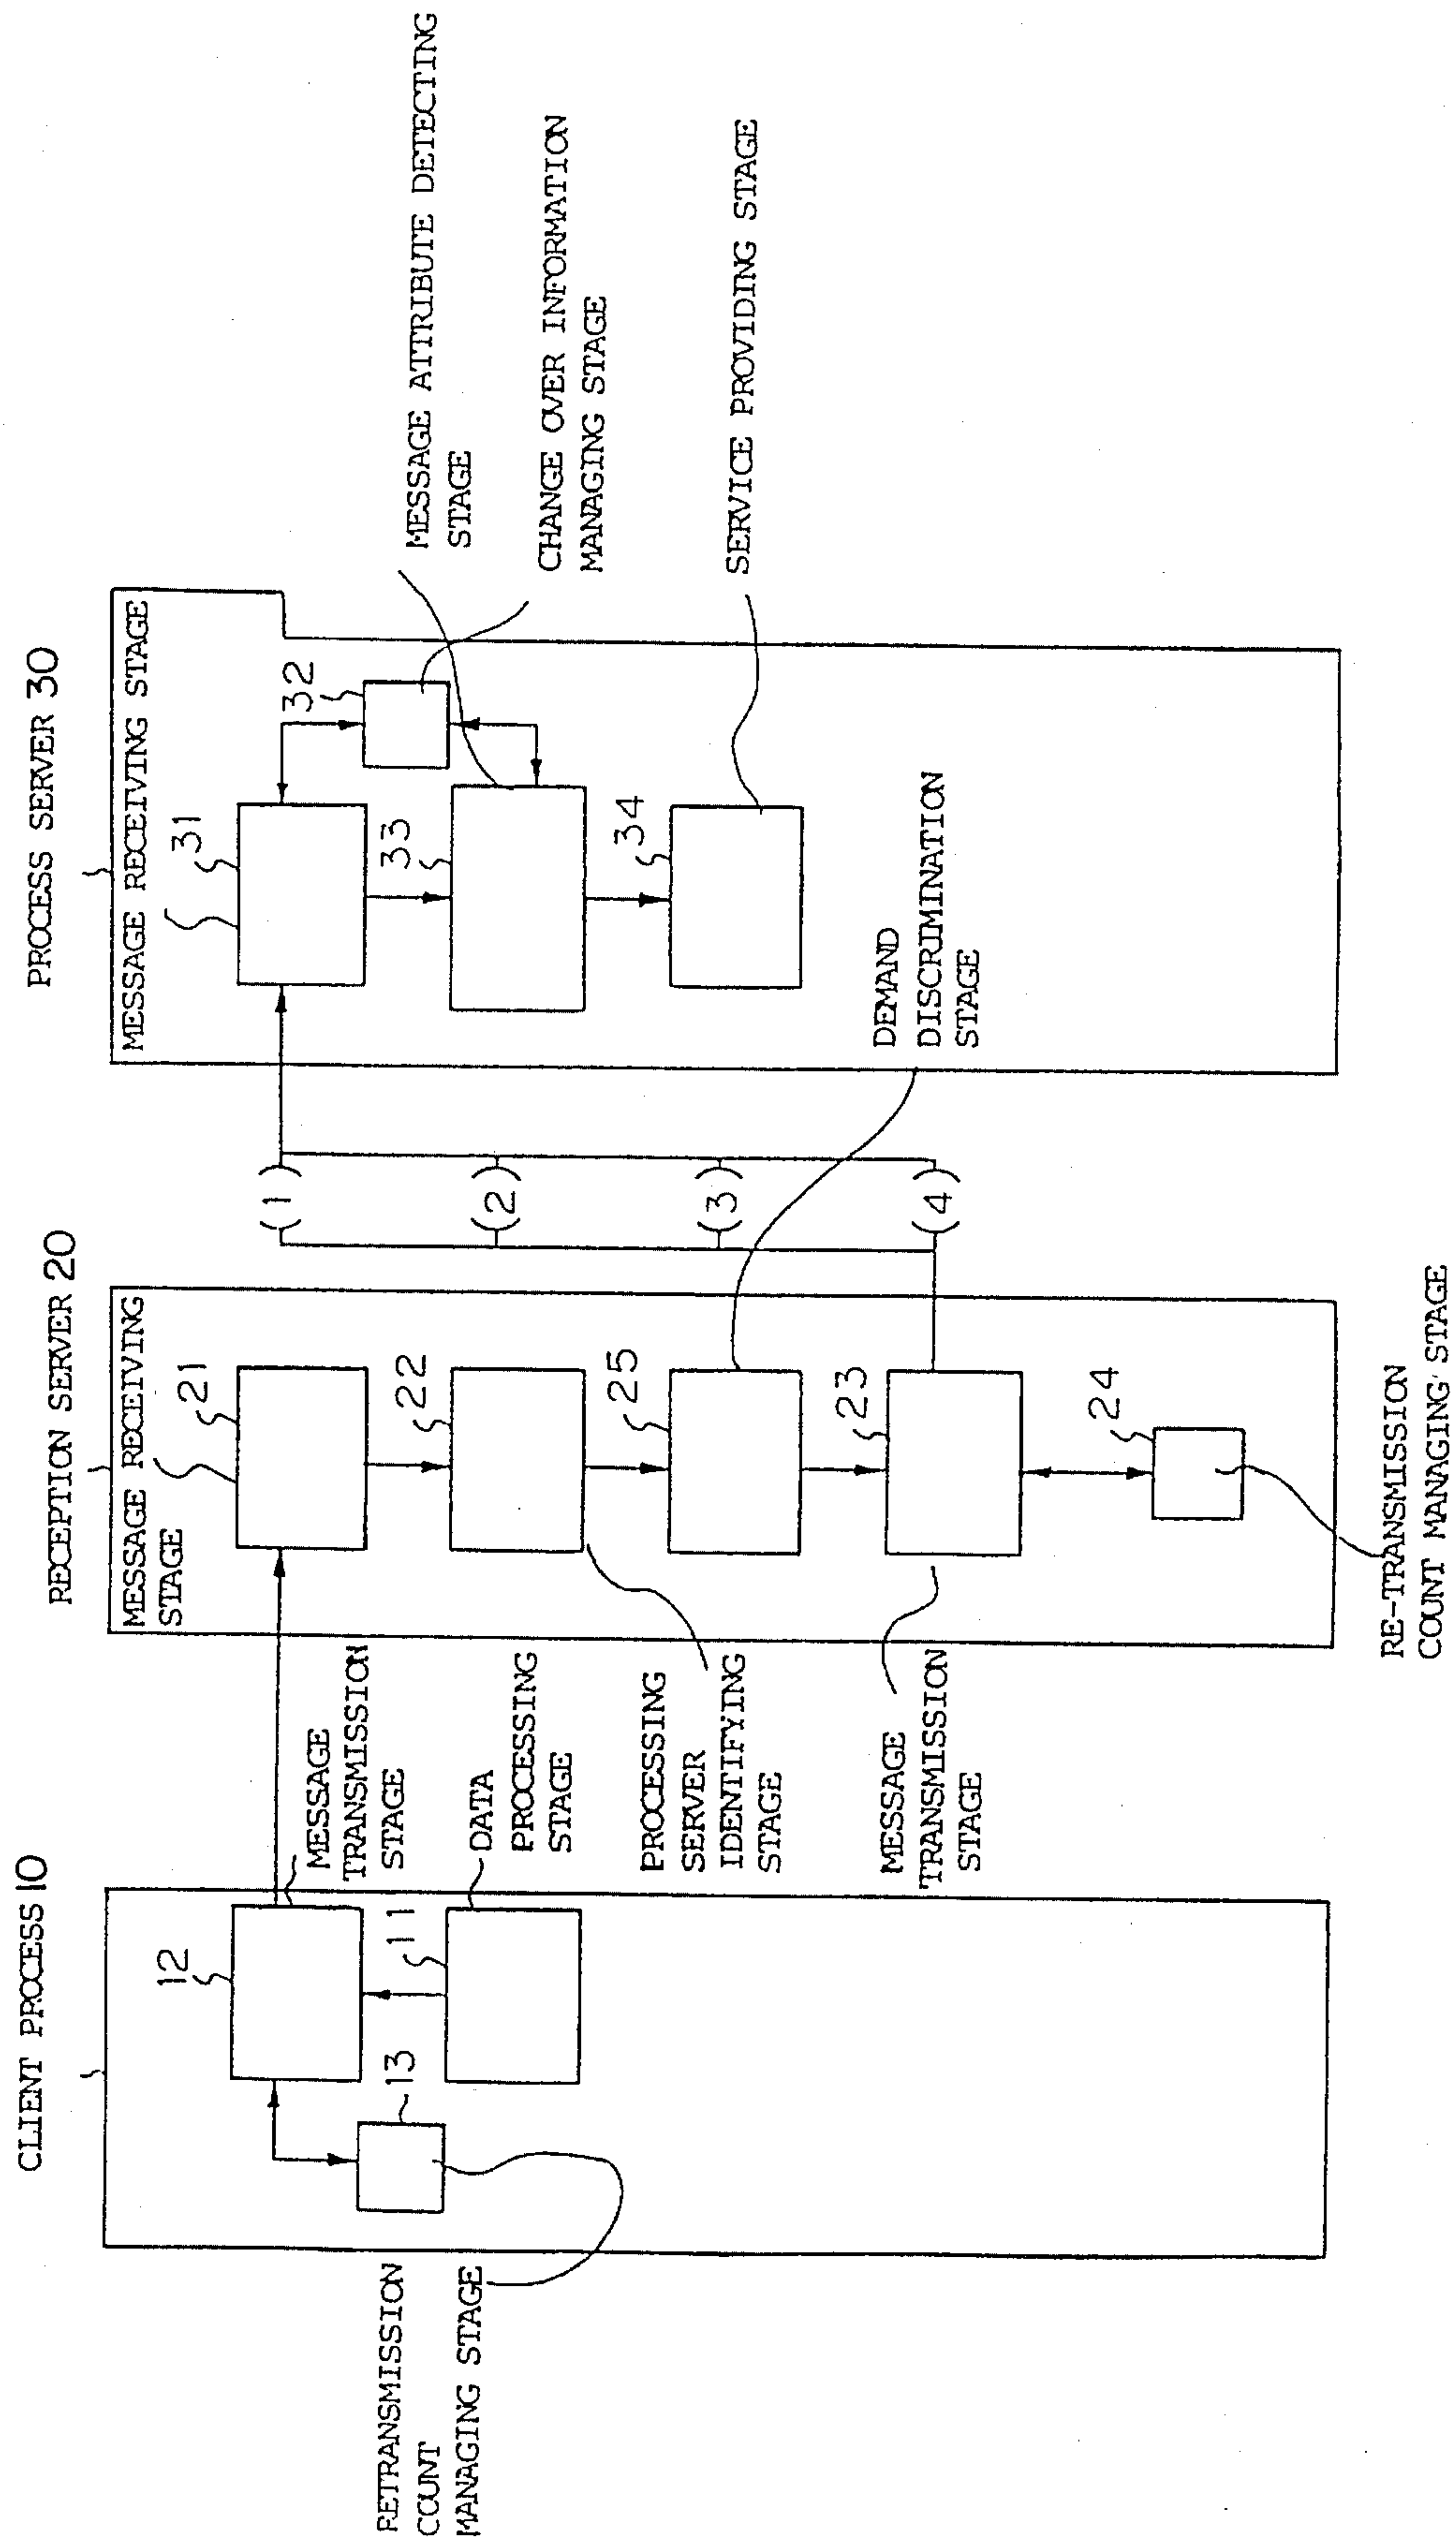 CLIENT PROCESS 10
12
MESSAGE
TRANSMISSION
STAGE
11
DATA
PROCESSING
STAGE
13
RETRANSMISSION
COUNT
MANAGING STAGE
RECEPTION SERVER 20
MESSAGE RECEIVING
STAGE
21
22
PROCESSING
SERVER
IDENTIFYING
STAGE
25
23
MESSAGE
TRANSMISSION
STAGE
24
RE-TRANSMISSION
COUNT MANAGING STAGE
(1)
(2)
(3)
(4)
PROCESS SERVER 30
MESSAGE RECEIVING STAGE
31
32
33
34
DEMAND
DISCRIMINATION
STAGE
MESSAGE ATTRIBUTE DETECTING
STAGE
CHANGE OVER INFORMATION
MANAGING STAGE
SERVICE PROVIDING STAGE